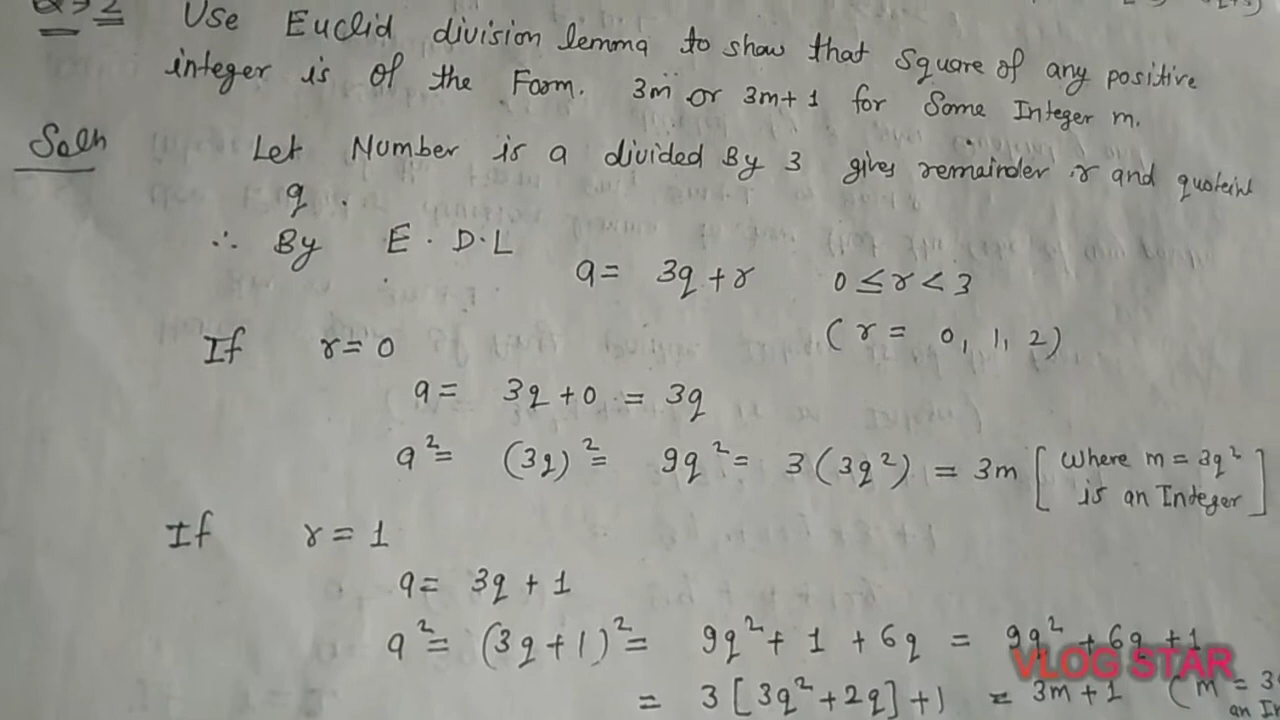 Use Euclid division lemma to show that Square of any positive
integer is of the Form. 3m or 3m+1 for Some Integer m.
Soln Let Number is a divided By 3 gives remainder r and quoteint
q .
∴ By E . D.L
a = 3q + r 0 ≤ r < 3
(r = 0, 1, 2)
If r = 0
a = 3q + 0 = 3q
a² = (3q)² = 9q² = 3(3q²) = 3m [where m = 3q²
is an Integer]
If r = 1
a = 3q + 1
a² = (3q+1)² = 9q² + 1 + 6q = 9q² + 6q + 1
= 3[3q² + 2q] + 1 = 3m + 1 (m = 3
an In
VLOG STAR